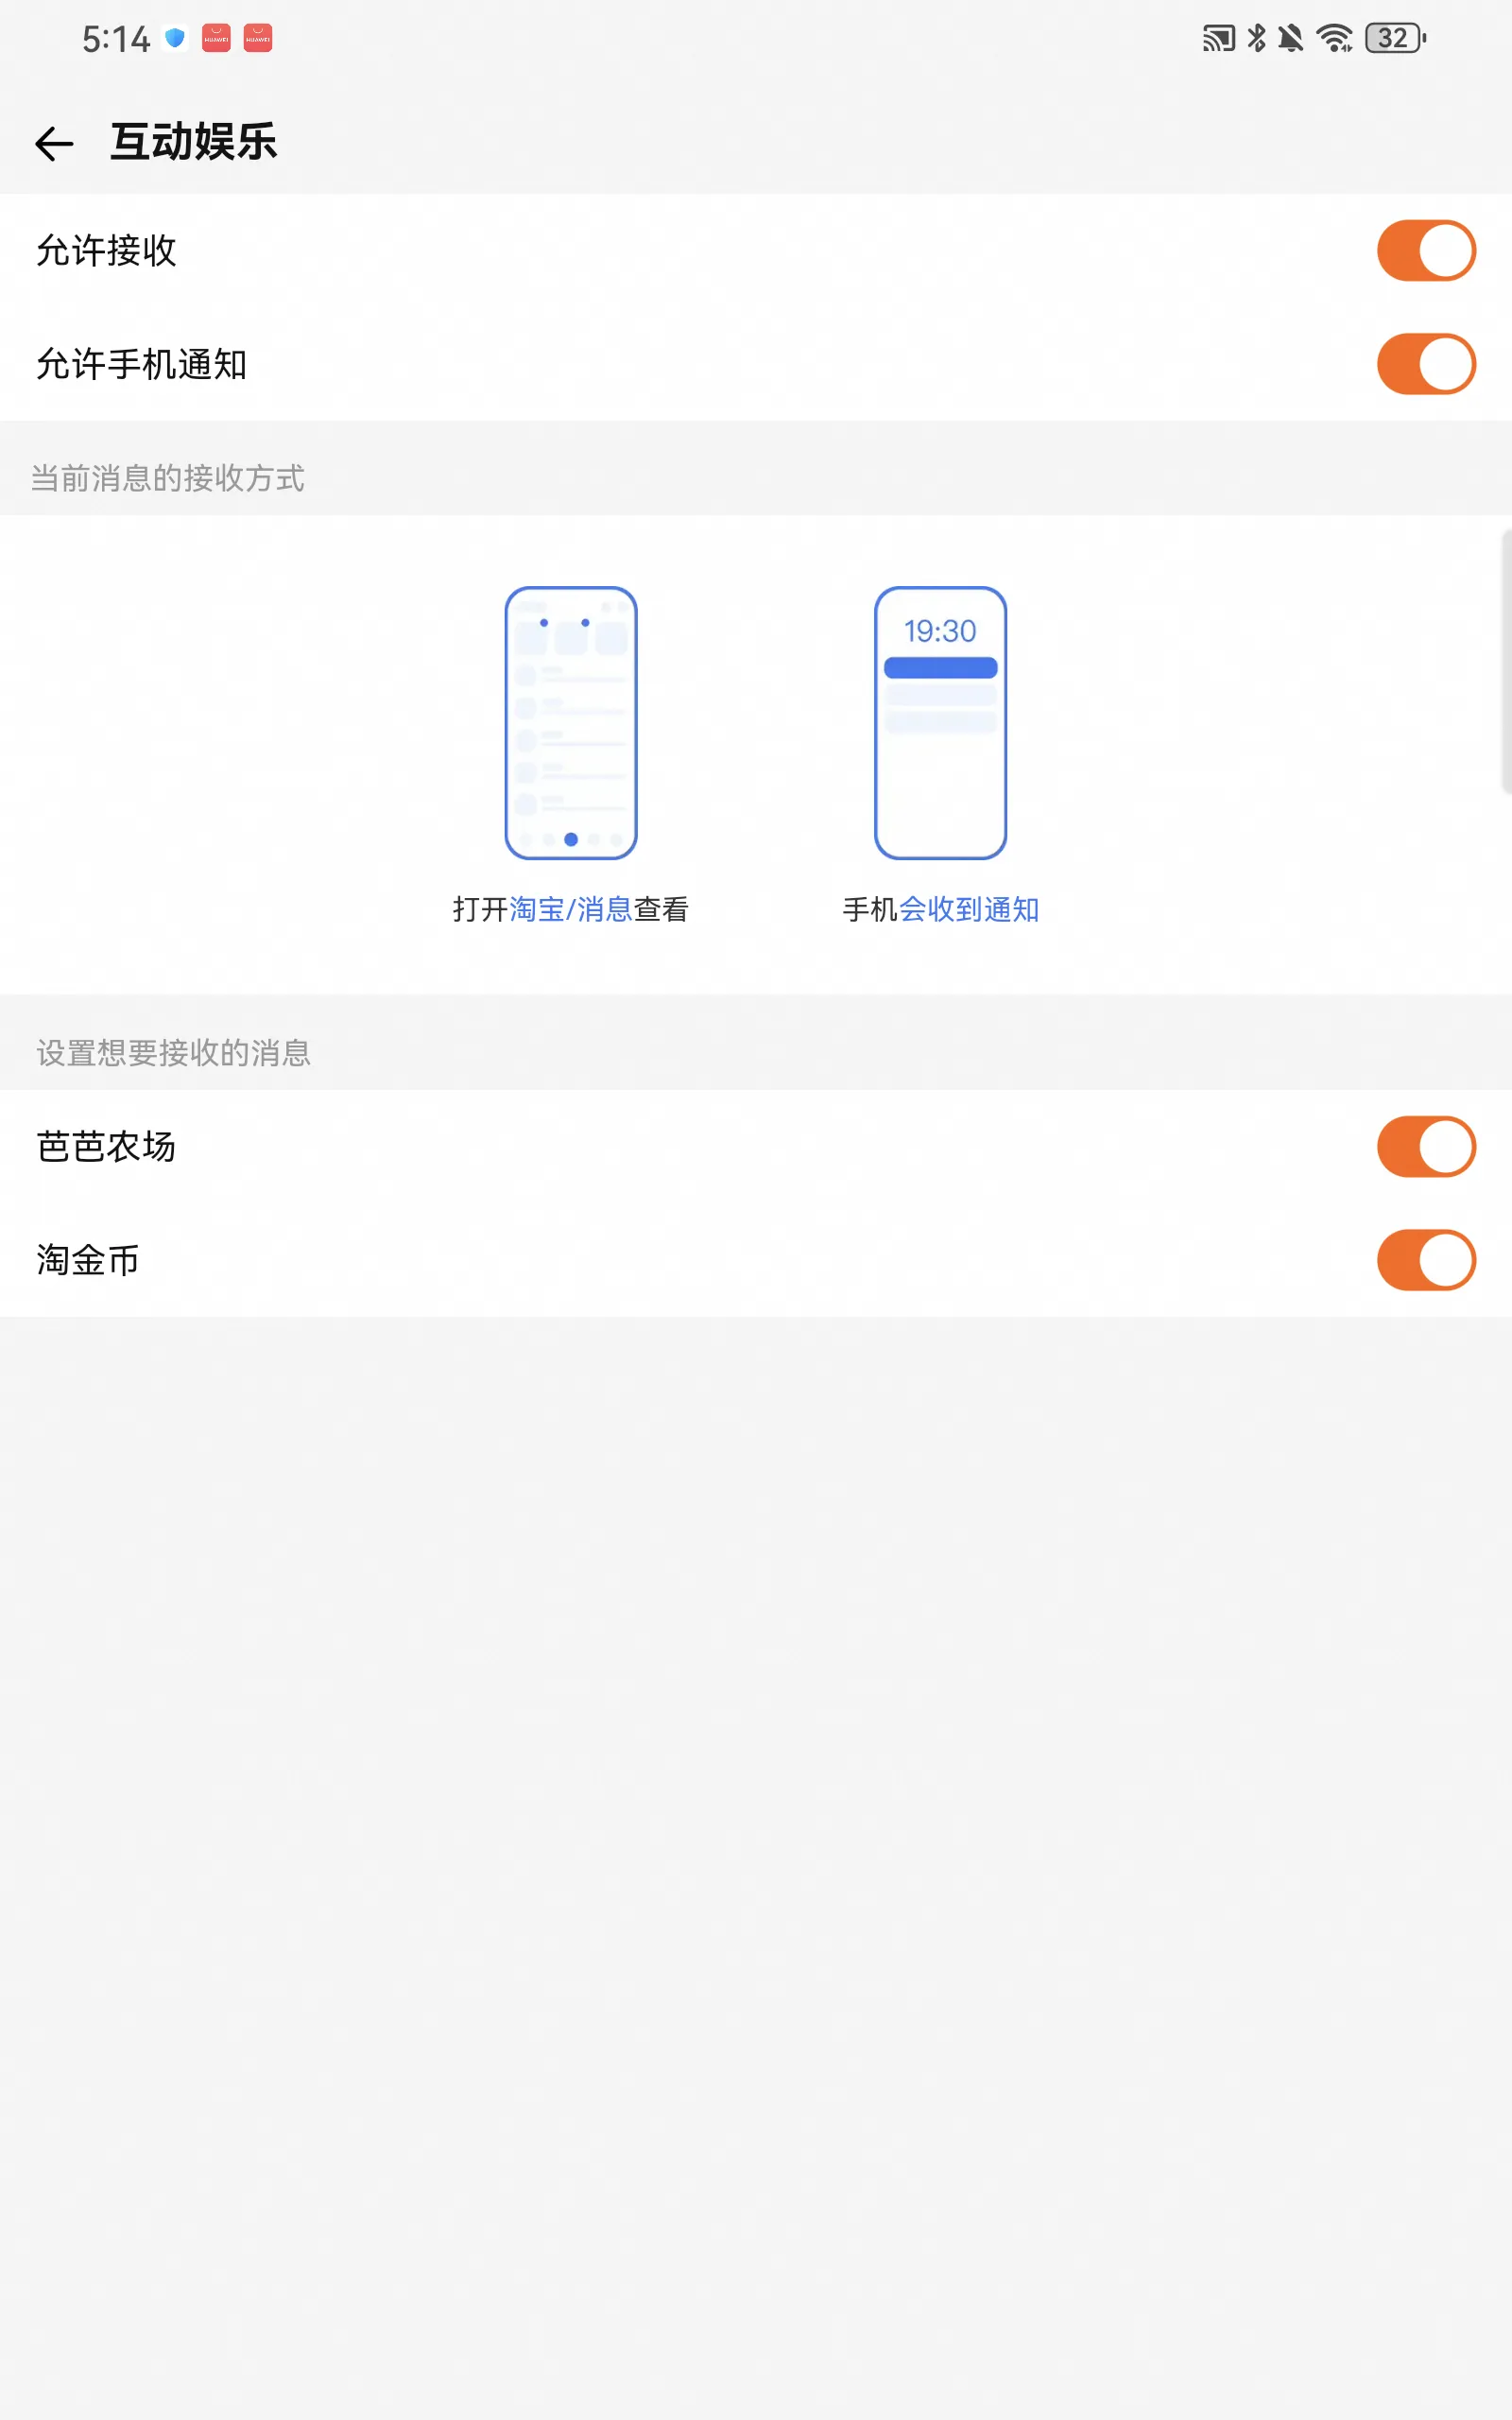 5:14
HUAWEI
HUAWEI
32
互动娱乐
允许接收
允许手机通知
当前消息的接收方式
19:30
打开淘宝/消息查看
手机会收到通知
设置想要接收的消息
芭芭农场
淘金币